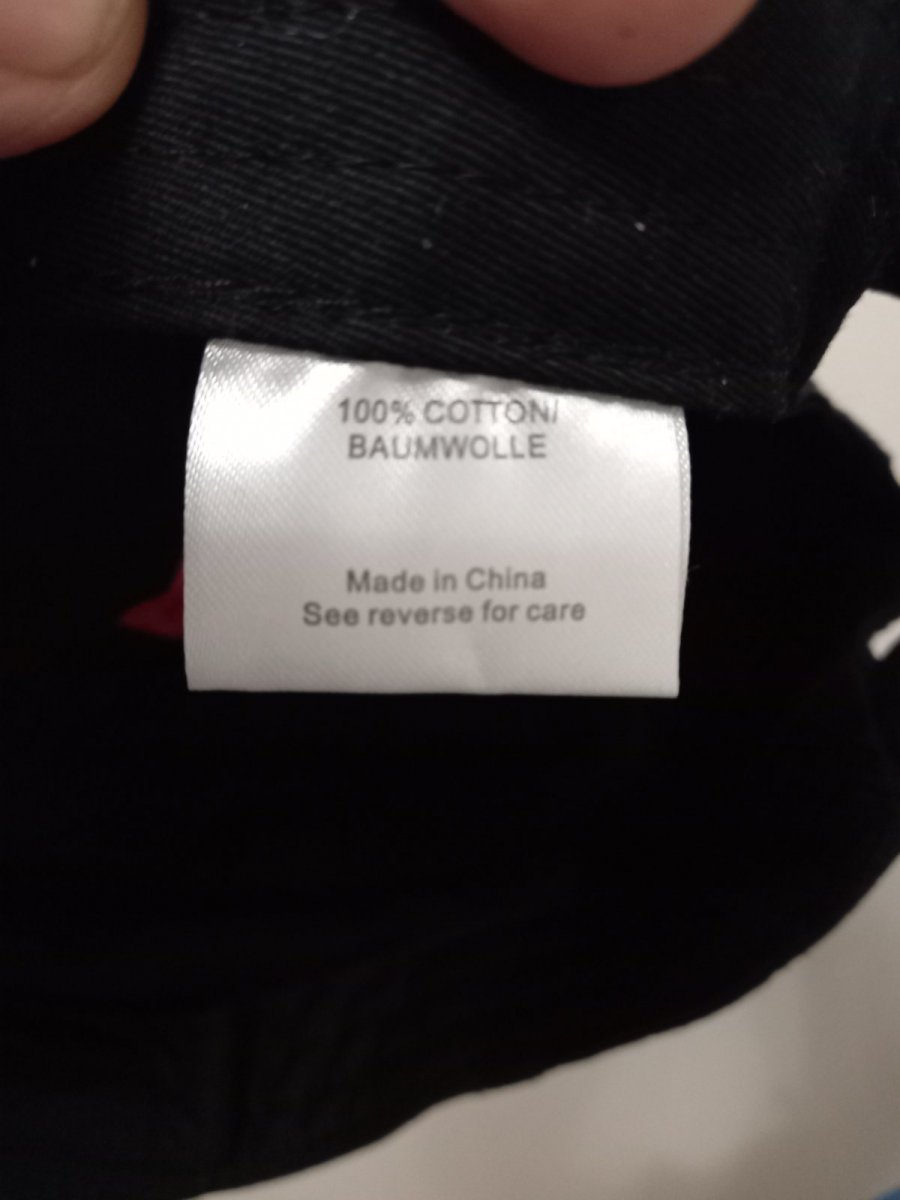 100% COTTON/
BAUMWOLLE
Made in China
See reverse for care